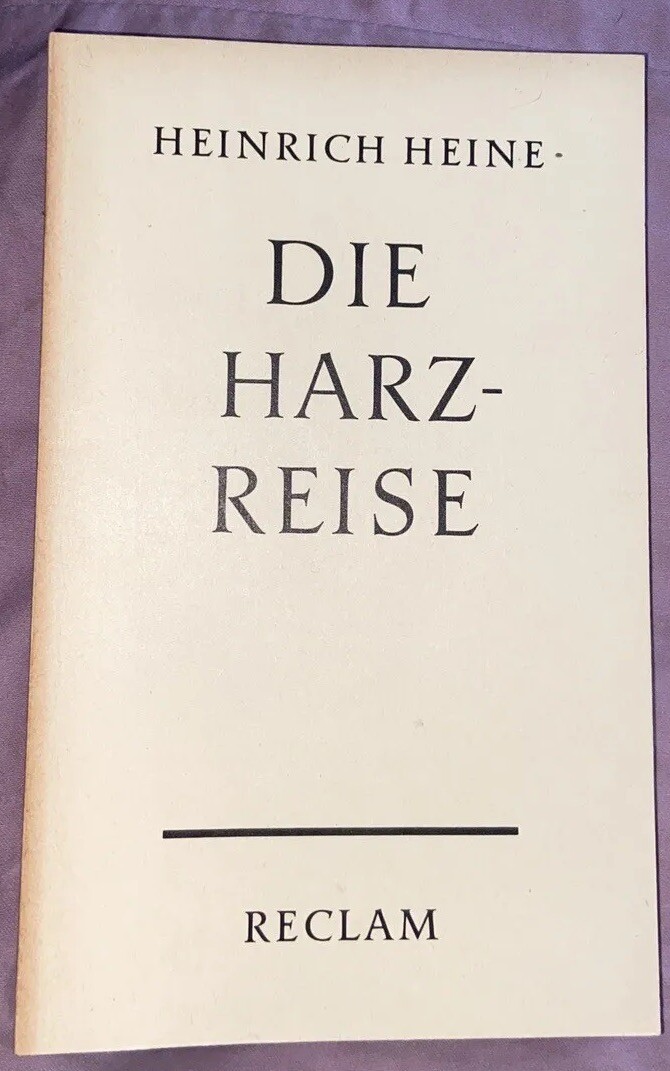 HEINRICH HEINE
DIE
HARZ-
REISE
RECLAM